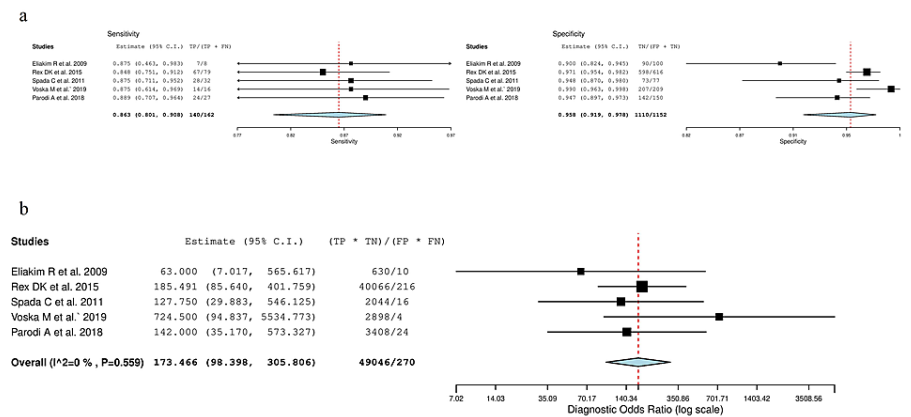 a
Sensitivity
Studies Estimate (95% C.I.) TP/(TP + FN)
Eliakim R et al. 2009 0.875 (0.463, 0.983) 7/8
Rex DK et al. 2015 0.848 (0.751, 0.912) 67/79
Spada C et al. 2011 0.875 (0.711, 0.952) 28/32
Voska M et al.` 2019 0.875 (0.614, 0.969) 14/16
Parodi A et al. 2018 0.889 (0.707, 0.964) 24/27
0.863 (0.801, 0.908) 140/162
0.77 0.82 0.87 0.92 0.97
Sensitivity
Specificity
Studies Estimate (95% C.I.) TN/(FP + TN)
Eliakim R et al. 2009 0.900 (0.824, 0.945) 90/100
Rex DK et al. 2015 0.971 (0.954, 0.982) 598/616
Spada C et al. 2011 0.948 (0.870, 0.980) 73/77
Voska M et al.` 2019 0.990 (0.963, 0.998) 207/209
Parodi A et al. 2018 0.947 (0.897, 0.973) 142/150
0.958 (0.919, 0.978) 1110/1152
Specificity
b
Studies Estimate (95% C.I.) (TP * TN)/(FP * FN)
Eliakim R et al. 2009 63.000 (7.017, 565.617) 630/10
Rex DK et al. 2015 185.491 (85.640, 401.759) 40066/216
Spada C et al. 2011 127.750 (29.883, 546.125) 2044/16
Voska M et al.` 2019 724.500 (94.837, 5534.773) 2898/4
Parodi A et al. 2018 142.000 (35.170, 573.327) 3408/24
Overall (I^2=0 % , P=0.559) 173.466 (98.398, 305.806) 49046/270
7.02 14.03 35.09 70.17 140.34 350.86 701.71 1403.42 3508.56
Diagnostic Odds Ratio (log scale)